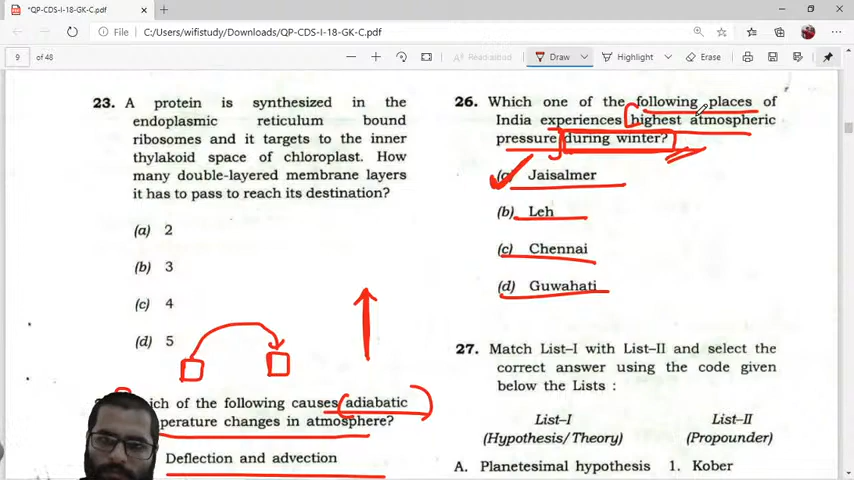 *QP-CDS-I-18-GK-C.pdf
File
C:/Users/wifistudy/Downloads/QP-CDS-I-18-GK-C.pdf
9 of 48
Read aloud
Draw
Highlight
Erase
23. A protein is synthesized in the
endoplasmic reticulum bound
ribosomes and it targets to the inner
thylakoid space of chloroplast. How
many double-layered membrane layers
it has to pass to reach its destination?
(a) 2
(b) 3
(c) 4
(d) 5
ich of the following causes adiabatic
perature changes in atmosphere?
Deflection and advection
26. Which one of the following places of
India experiences highest atmospheric
pressure during winter?
(a) Jaisalmer
(b) Leh
(c) Chennai
(d) Guwahati
27. Match List–I with List–II and select the
correct answer using the code given
below the Lists :
List–I List–II
(Hypothesis/Theory) (Propounder)
A. Planetesimal hypothesis 1. Kober